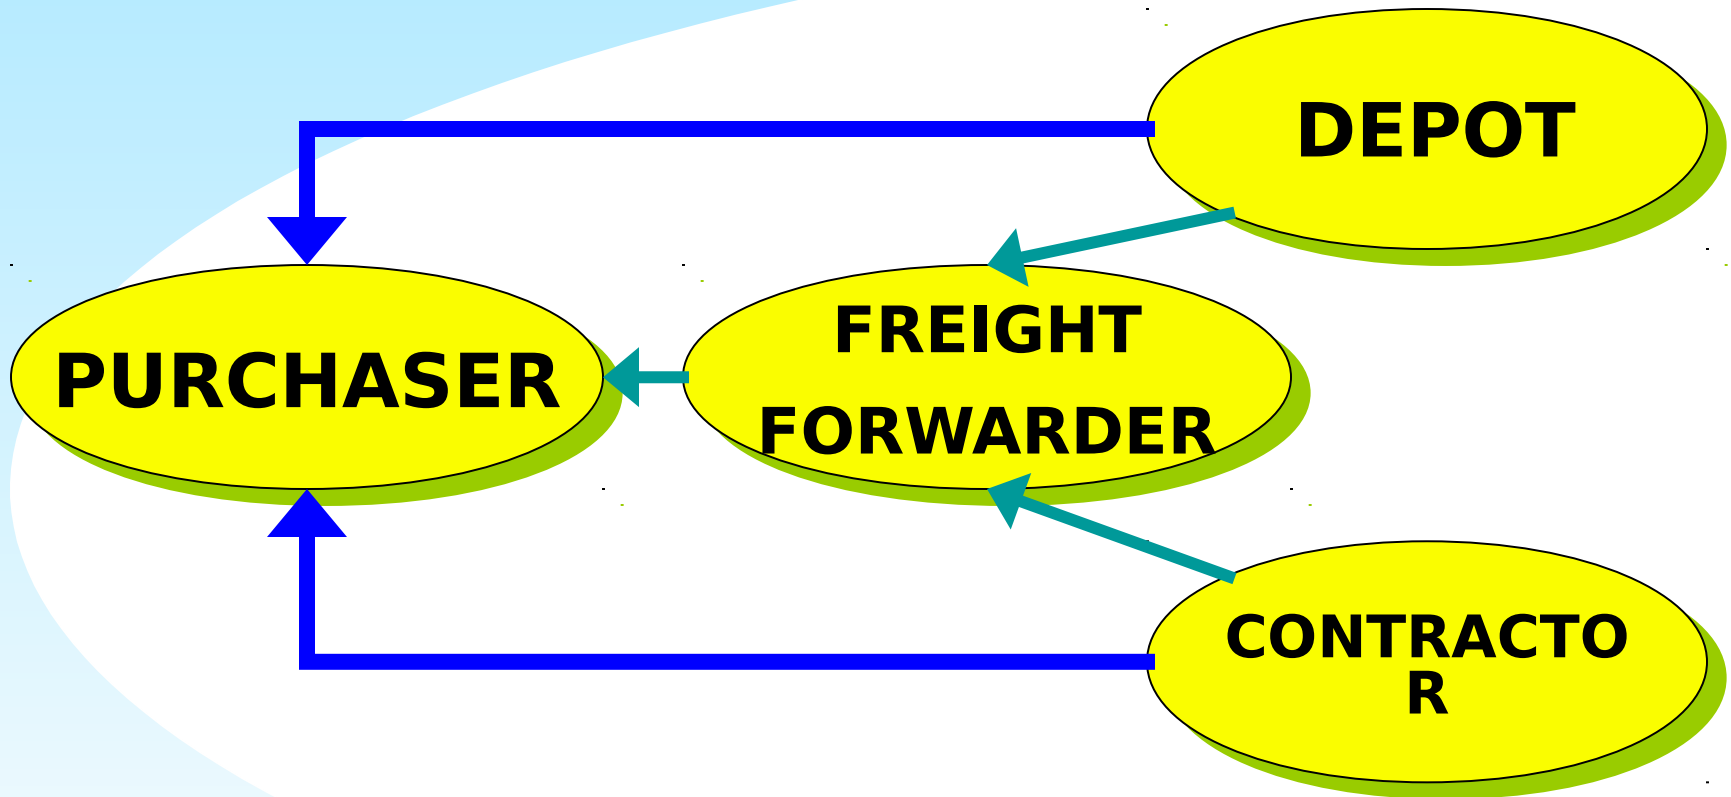 DEPOT
PURCHASER
FREIGHT
FORWARDER
CONTRACTO
R